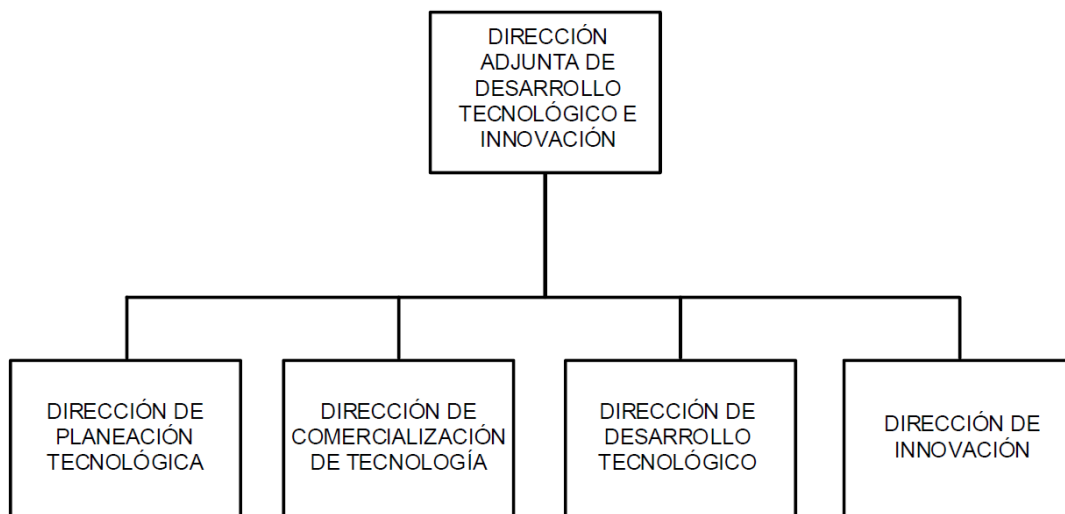 DIRECCIÓN
ADJUNTA DE
DESARROLLO
TECNOLÓGICO E
INNOVACIÓN
DIRECCIÓN DE
PLANEACIÓN
TECNOLÓGICA
DIRECCIÓN DE
COMERCIALIZACIÓN
DE TECNOLOGÍA
DIRECCIÓN DE
DESARROLLO
TECNOLÓGICO
DIRECCIÓN DE
INNOVACIÓN